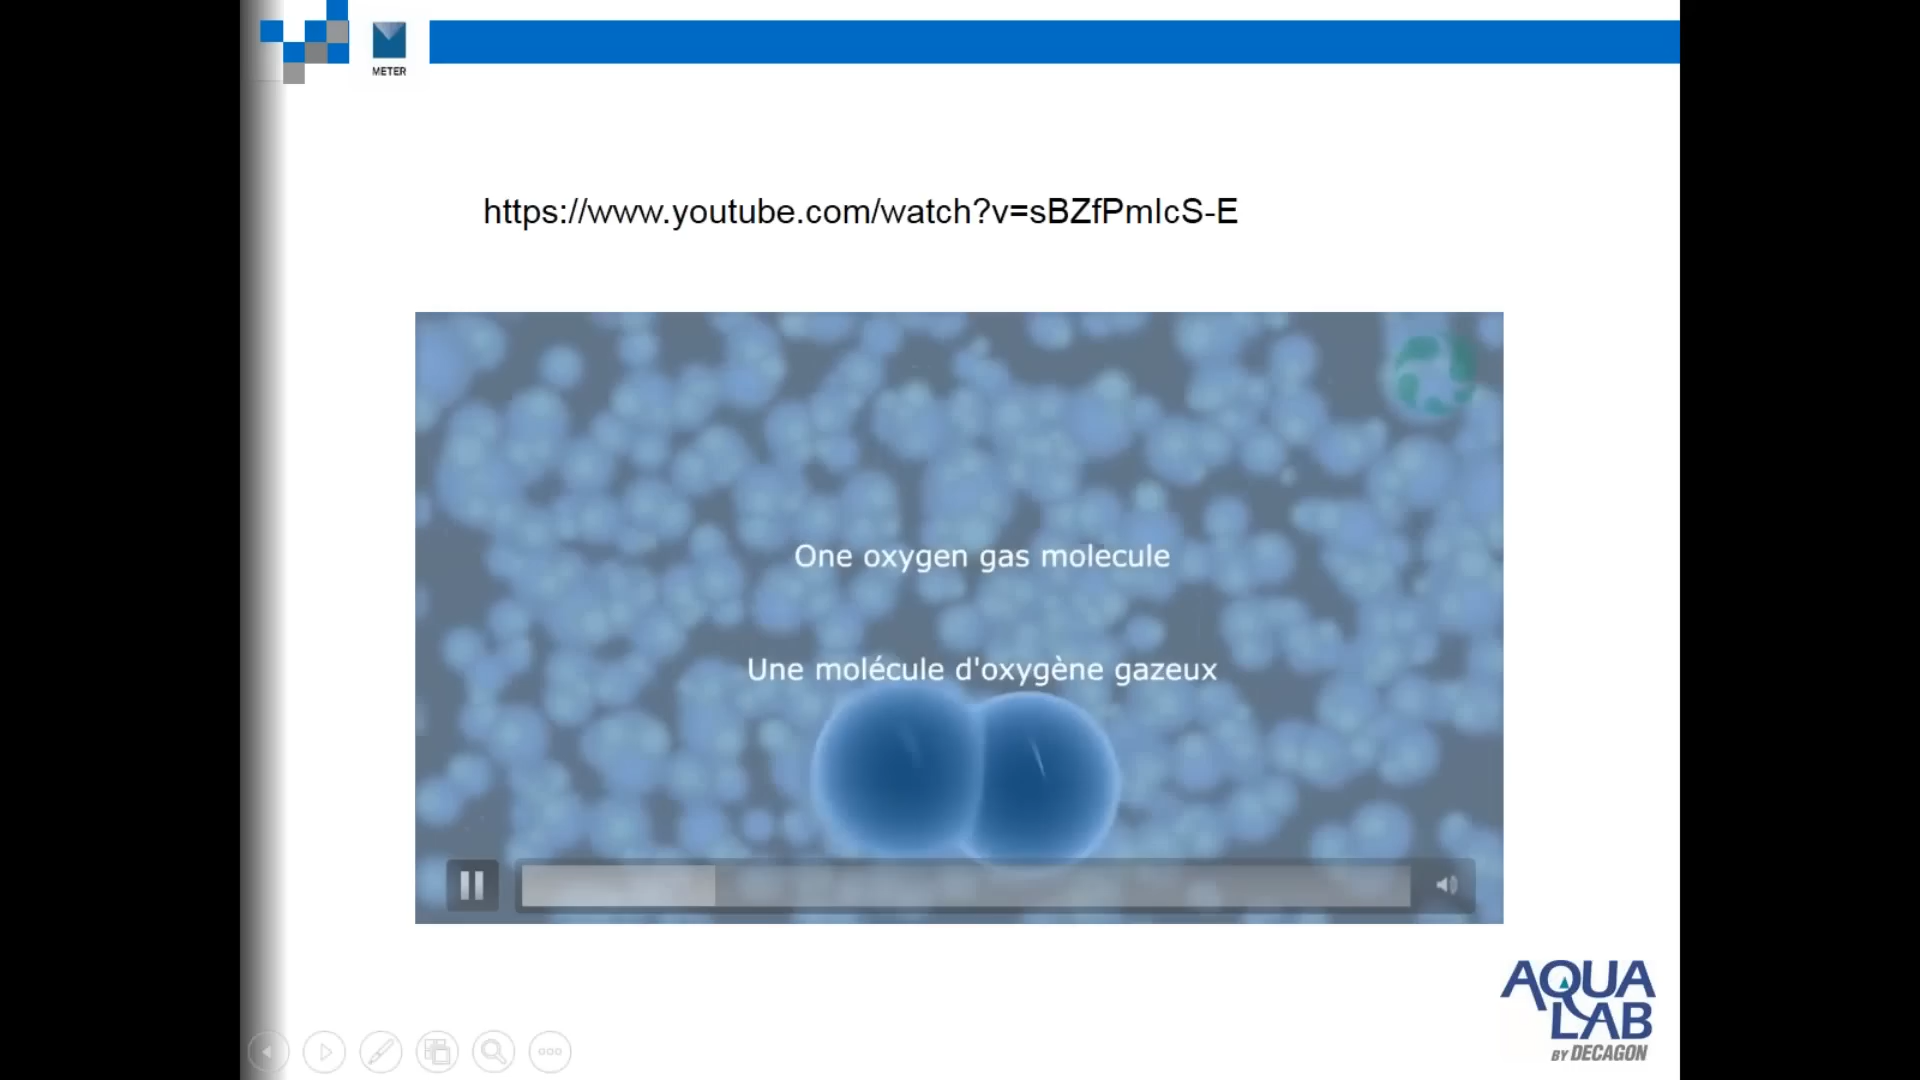 METER
https://www.youtube.com/watch?v=sBZfPmIcS-E
One oxygen gas molecule
Une molécule d'oxygène gazeux
AQUA
LAB
BY DECAGON